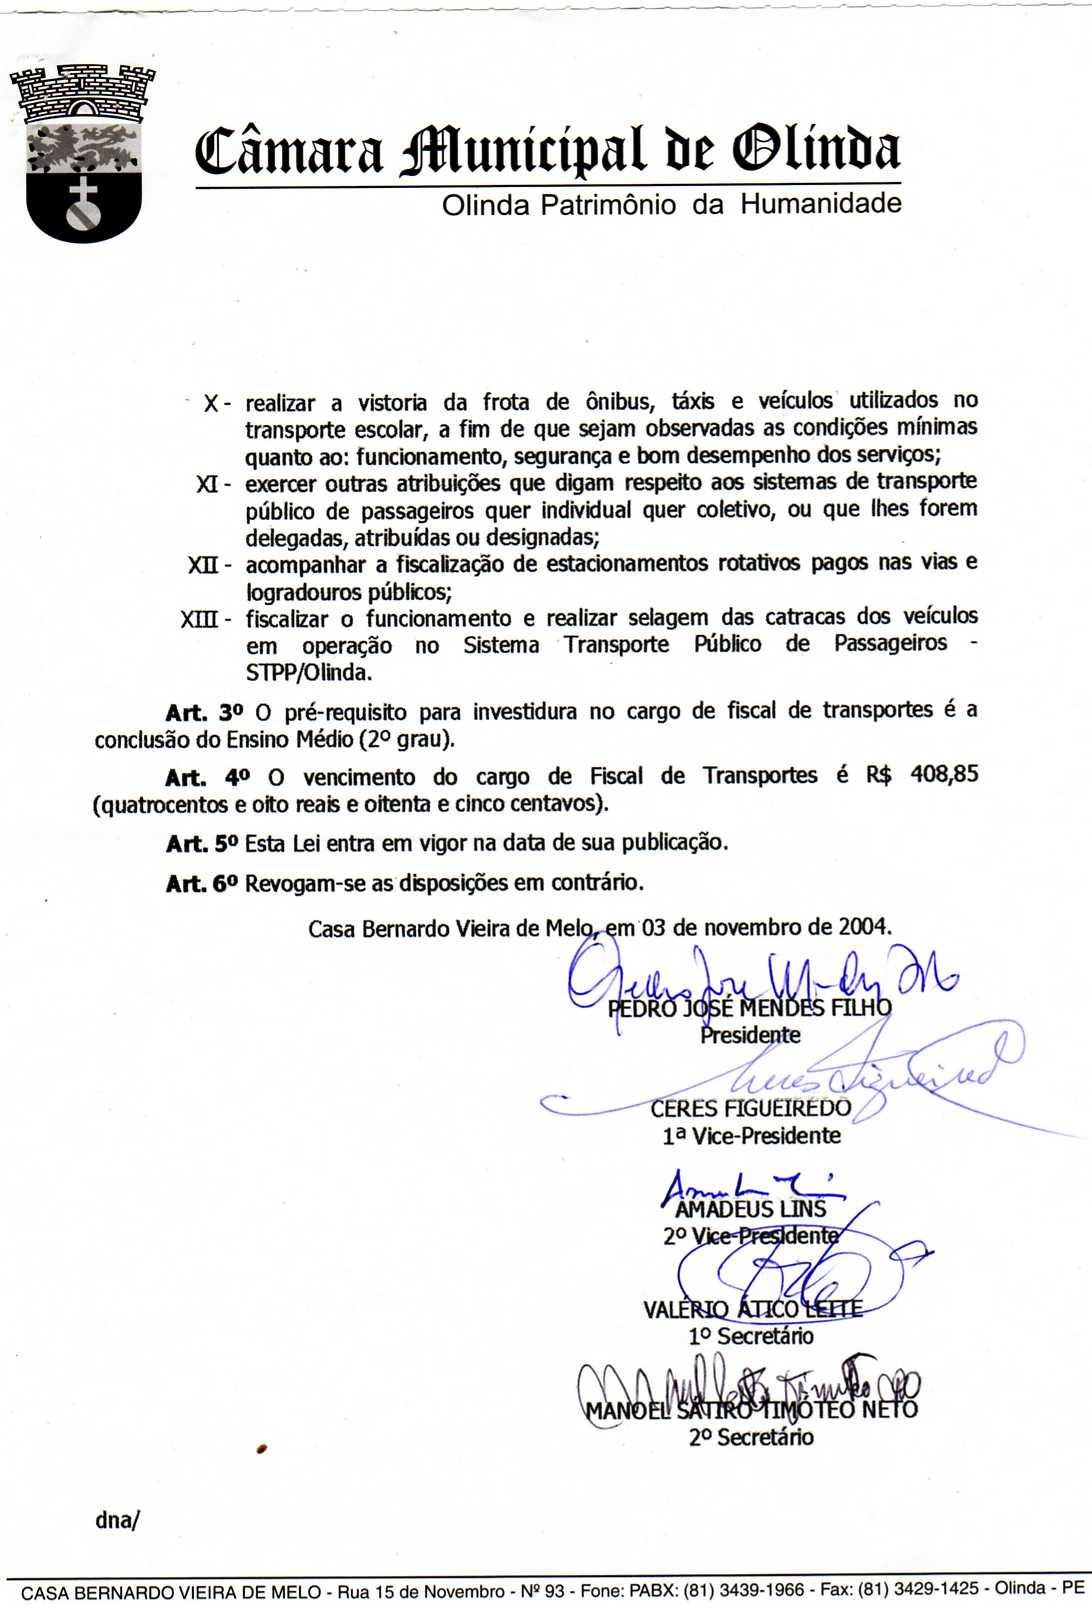 Câmara Municipal de Olinda
Olinda Patrimônio da Humanidade
X - realizar a vistoria da frota de ônibus, táxis e veículos utilizados no
transporte escolar, a fim de que sejam observadas as condições mínimas
quanto ao: funcionamento, segurança e bom desempenho dos serviços;
XI - exercer outras atribuições que digam respeito aos sistemas de transporte
público de passageiros quer individual quer coletivo, ou que lhes forem
delegadas, atribuídas ou designadas;
XII - acompanhar a fiscalização de estacionamentos rotativos pagos nas vias e
logradouros públicos;
XIII - fiscalizar o funcionamento e realizar selagem das catracas dos veículos
em operação no Sistema Transporte Público de Passageiros -
STPP/Olinda.
Art. 3º O pré-requisito para investidura no cargo de fiscal de transportes é a
conclusão do Ensino Médio (2º grau).
Art. 4º O vencimento do cargo de Fiscal de Transportes é R$ 408,85
(quatrocentos e oito reais e oitenta e cinco centavos).
Art. 5º Esta Lei entra em vigor na data de sua publicação.
Art. 6º Revogam-se as disposições em contrário.
Casa Bernardo Vieira de Melo, em 03 de novembro de 2004.
PEDRO JOSÉ MENDES FILHO
Presidente
Ceres Figueired
CERES FIGUEIREDO
1ª Vice-Presidente
AMADEUS LINS
2º Vice-Presidente
VALÉRIO ÁTICO LEITE
1º Secretário
MANOEL SÁTIRO TIMÓTEO NETO
2º Secretário
dna/
CASA BERNARDO VIEIRA DE MELO - Rua 15 de Novembro - Nº 93 - Fone: PABX: (81) 3439-1966 - Fax: (81) 3429-1425 - Olinda - PE